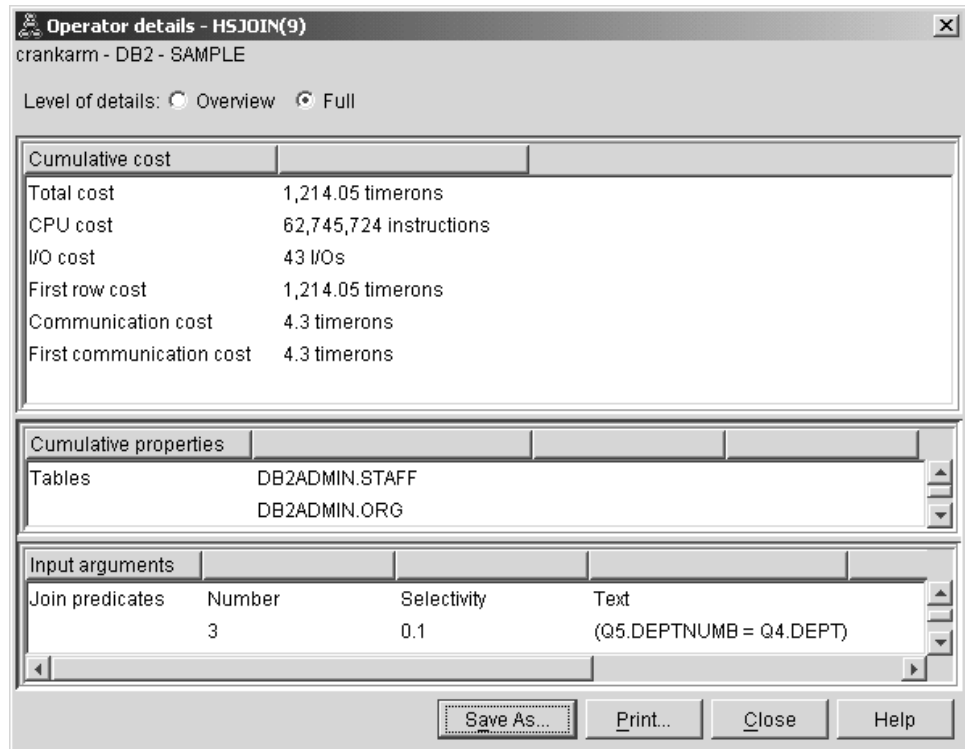 Operator details - HSJOIN(9)
crankarm - DB2 - SAMPLE
Level of details: Overview Full
Cumulative cost
Total cost 1,214.05 timerons
CPU cost 62,745,724 instructions
I/O cost 43 I/Os
First row cost 1,214.05 timerons
Communication cost 4.3 timerons
First communication cost 4.3 timerons
Cumulative properties
Tables DB2ADMIN.STAFF
DB2ADMIN.ORG
Input arguments
Join predicates Number Selectivity Text
3 0.1 (Q5.DEPTNUMB = Q4.DEPT)
Save As... Print... Close Help